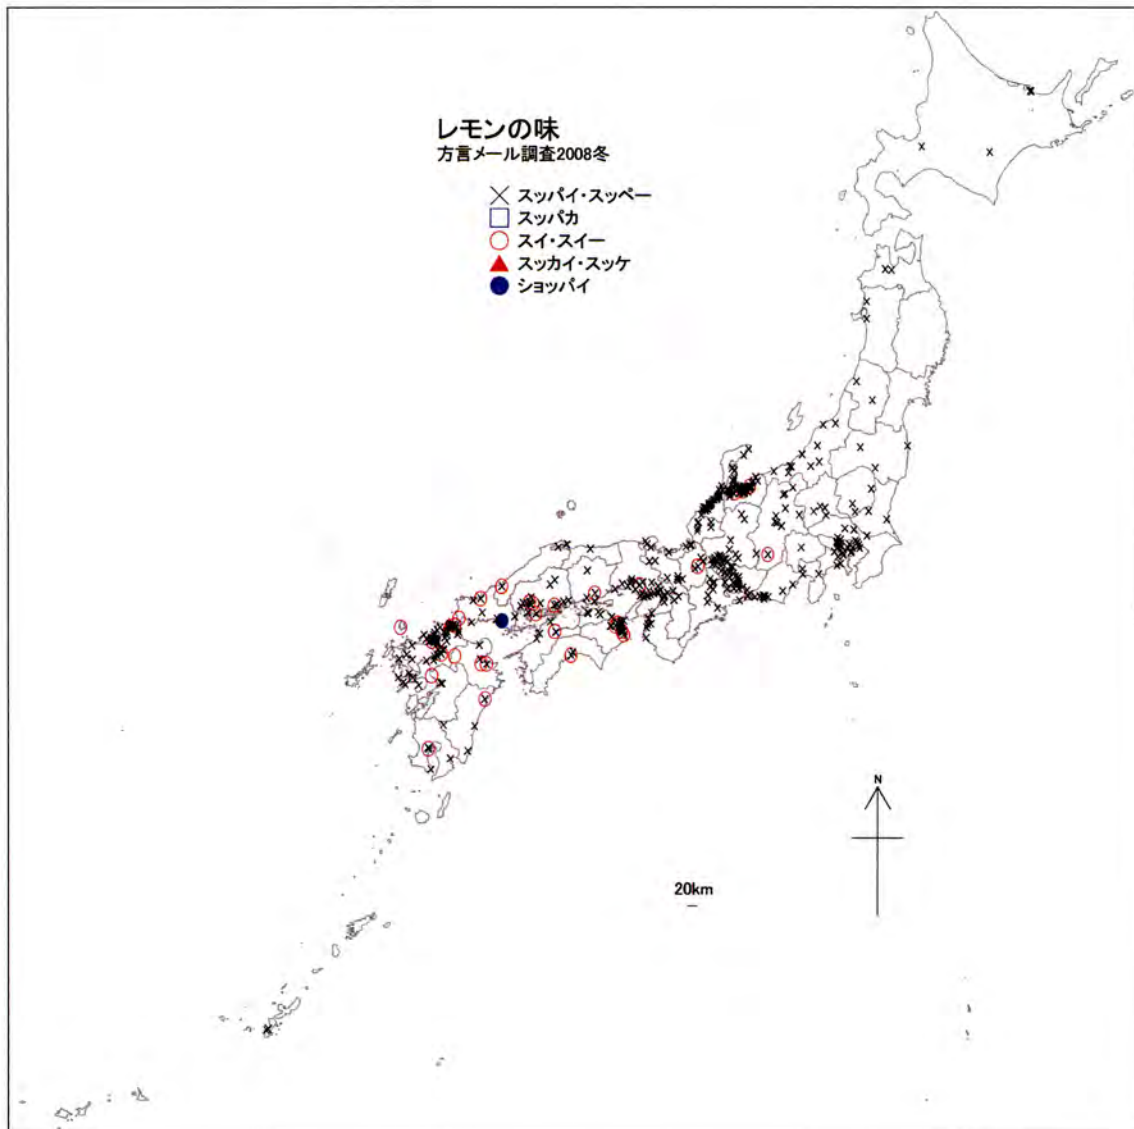 レモンの味
方言メール調査2008冬
スッパイ・スッペー
スッパカ
スイ・スイー
スッカイ・スッケ
ショッパイ
N
20km